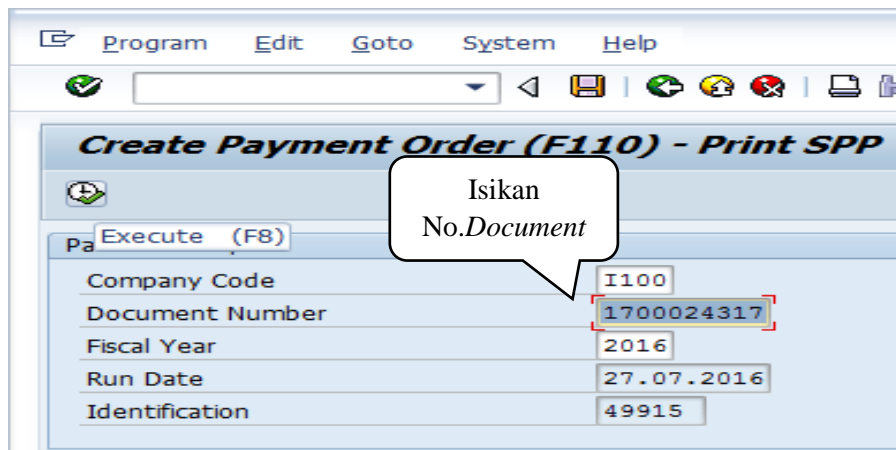 Program Edit Goto System Help
Create Payment Order (F110) - Print SPP
Isikan
No.Document
Execute (F8)
Company Code I100
Document Number 1700024317
Fiscal Year 2016
Run Date 27.07.2016
Identification 49915